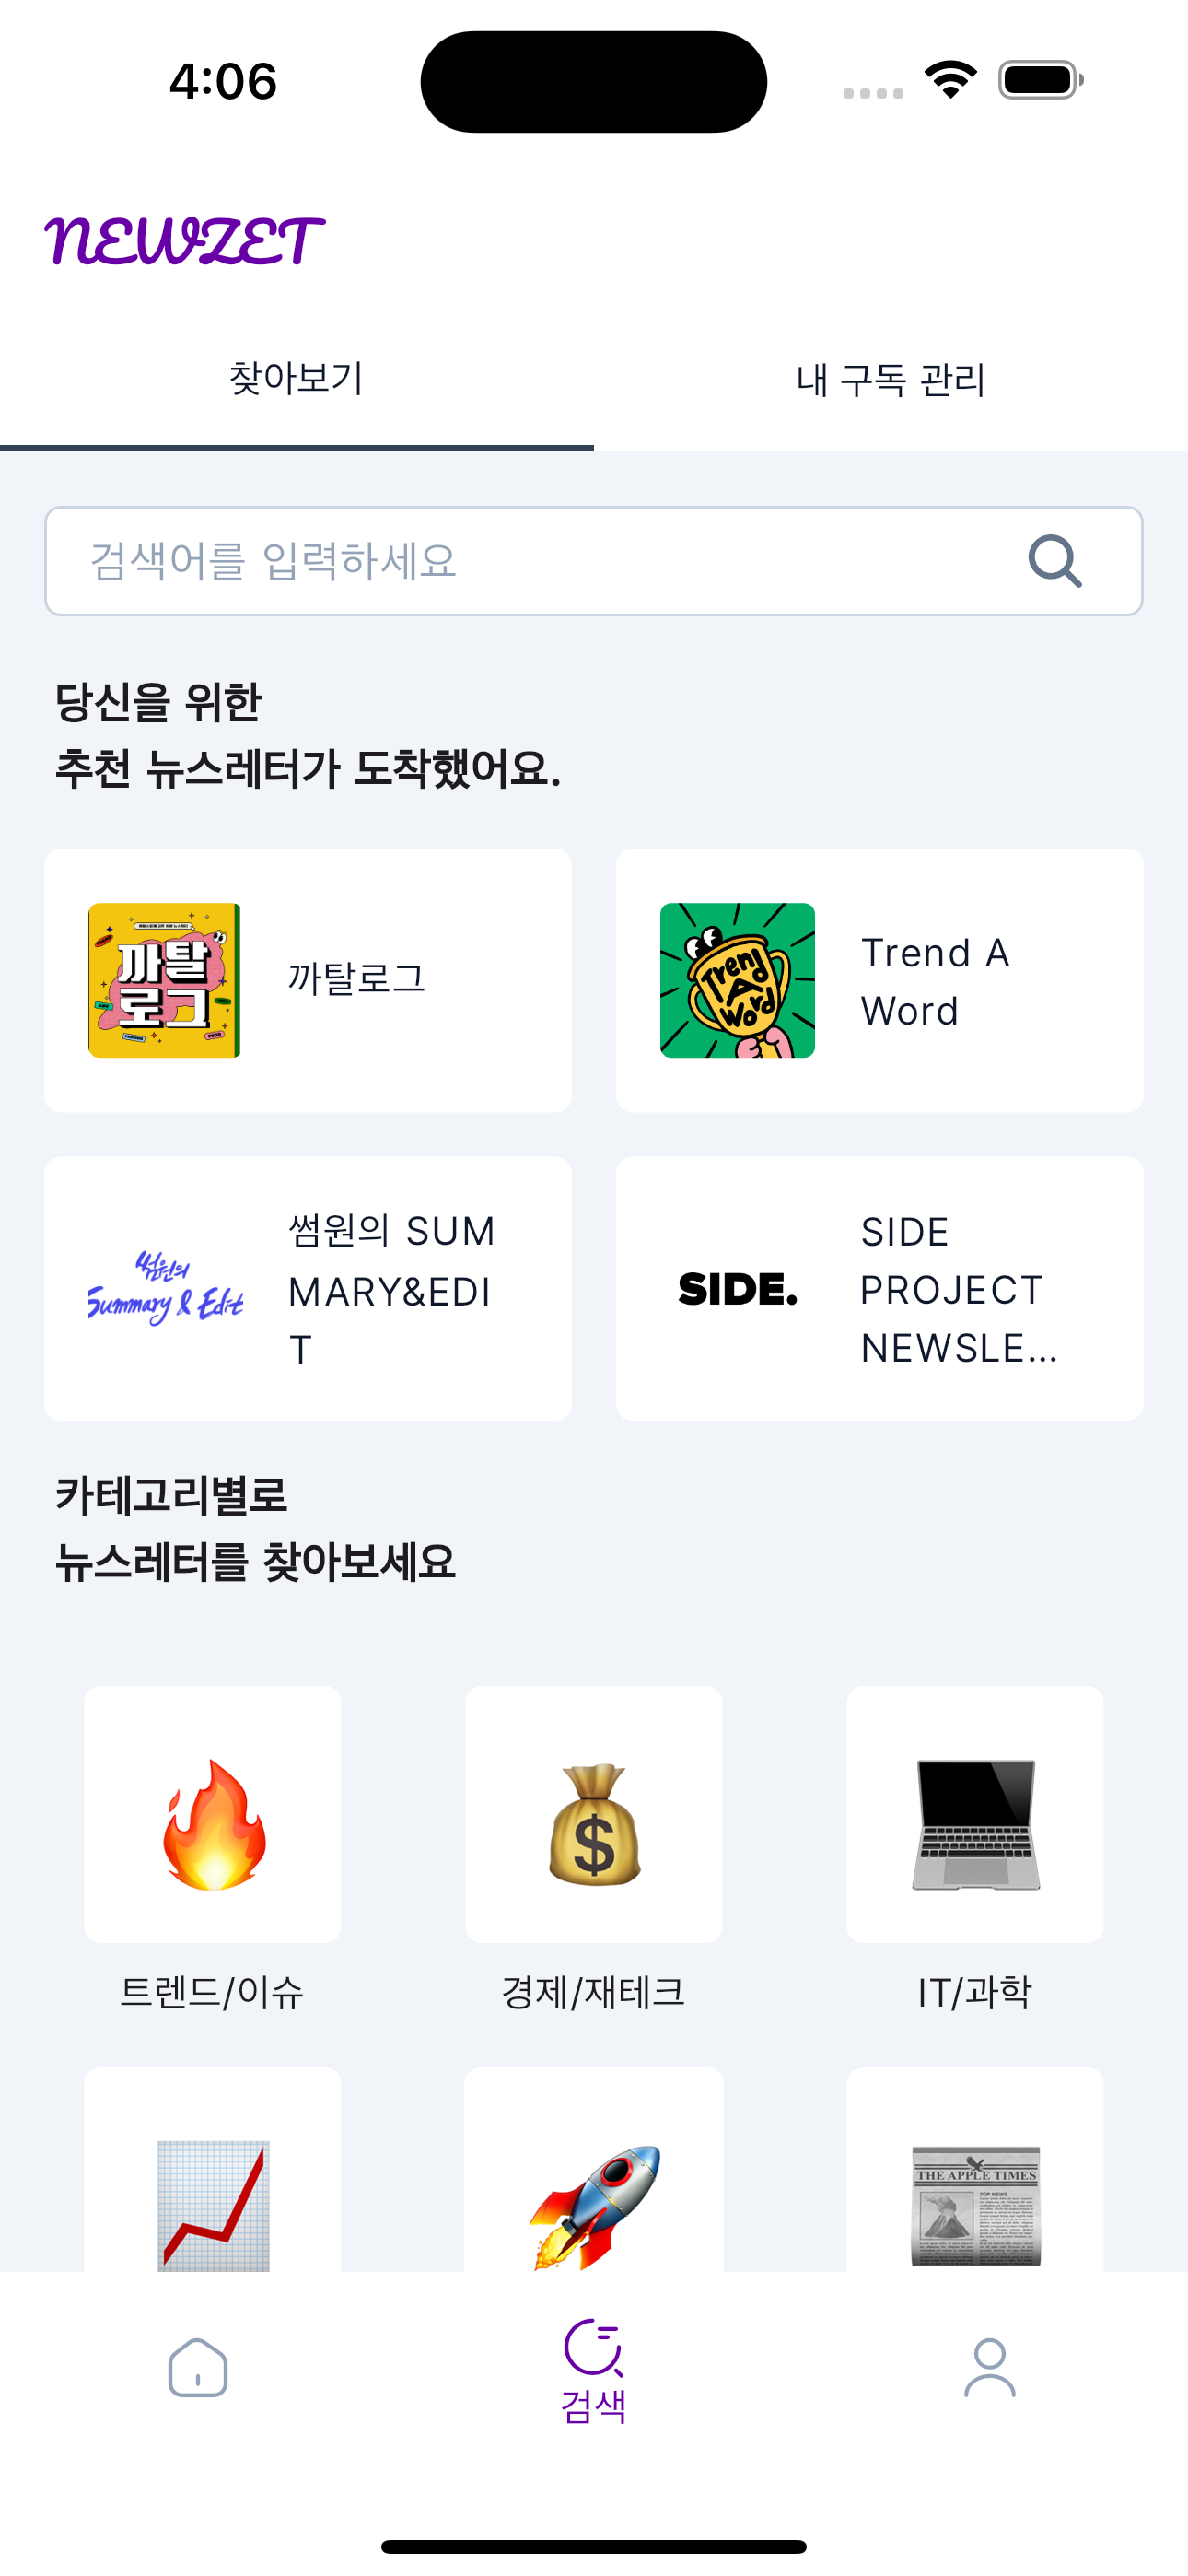 4:06
NEWZET
찾아보기
내 구독 관리
검색어를 입력하세요
당신을 위한
추천 뉴스레터가 도착했어요.
까탈
로그
까탈로그
Trend
A
Word
Trend A
Word
썸원의
Summary & Edit
썸원의 SUM
MARY&EDI
T
SIDE.
SIDE
PROJECT
NEWSLE...
카테고리별로
뉴스레터를 찾아보세요
$
트렌드/이슈
경제/재테크
IT/과학
THE APPLE TIMES
TOP NEWS
검색